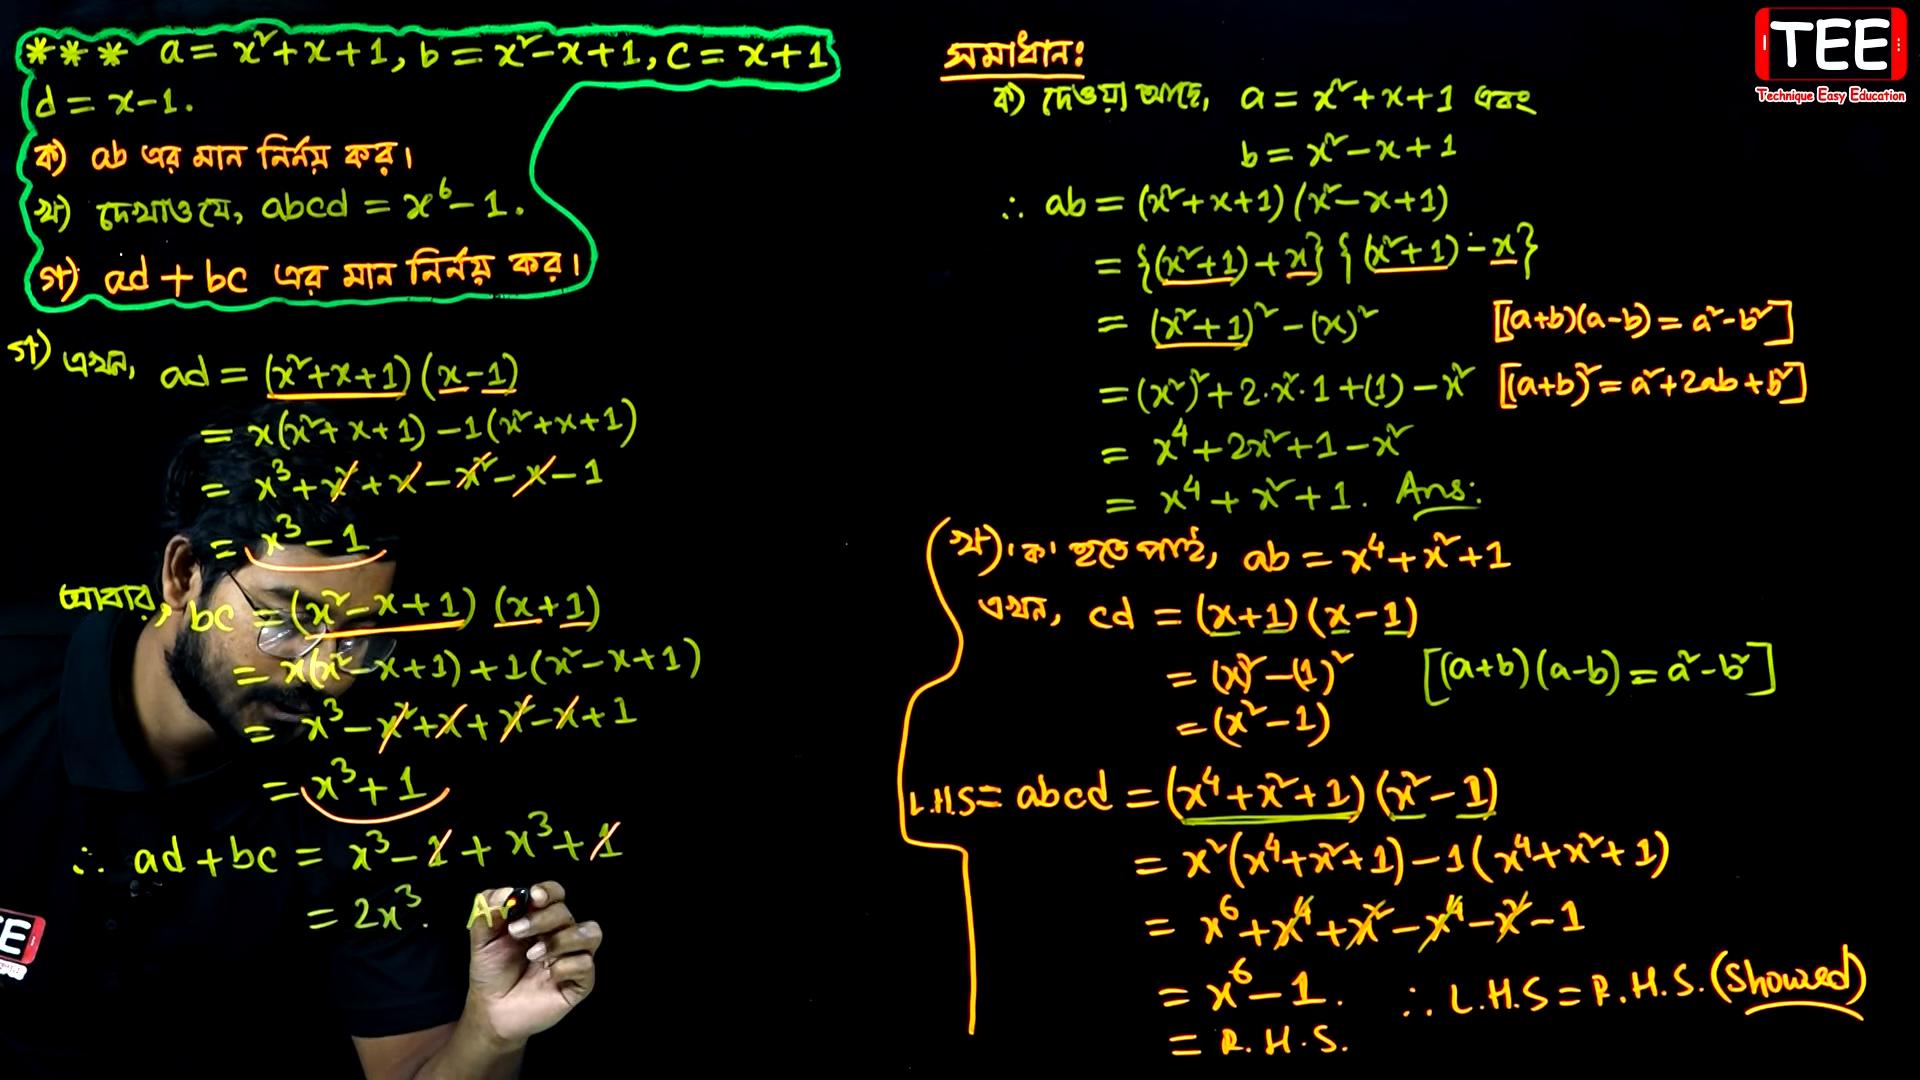 *** a = x² + x + 1, b = x² - x + 1, c = x + 1
d = x - 1.
ক) ab এর মান নির্নয় কর।
খ) দেখাও যে, abcd = x⁶ - 1.
গ) ad + bc এর মান নির্নয় কর।
গ) এখন, ad = (x² + x + 1) (x - 1)
= x(x² + x + 1) - 1(x² + x + 1)
= x³ + x² + x - x² - x - 1
= x³ - 1
আবার, bc = (x² - x + 1) (x + 1)
= x(x² - x + 1) + 1(x² - x + 1)
= x³ - x² + x + x² - x + 1
= x³ + 1
∴ ad + bc = x³ - 1 + x³ + 1
= 2x³.
সমাধান:
ক) দেওয়া আছে, a = x² + x + 1 এবং
b = x² - x + 1
∴ ab = (x² + x + 1) (x² - x + 1)
= {(x² + 1) + x} {(x² + 1) - x}
= (x² + 1)² - (x)² [(a+b)(a-b) = a² - b²]
= (x²)² + 2·x²·1 + (1) - x² [(a+b)² = a² + 2ab + b²]
= x⁴ + 2x² + 1 - x²
= x⁴ + x² + 1. Ans:
খ) 'ক' হতে পাই, ab = x⁴ + x² + 1
এখন, cd = (x + 1) (x - 1)
= (x)² - (1)² [(a+b) (a-b) = a² - b²]
= (x² - 1)
L.H.S = abcd = (x⁴ + x² + 1) (x² - 1)
= x²(x⁴ + x² + 1) - 1(x⁴ + x² + 1)
= x⁶ + x⁴ + x² - x⁴ - x² - 1
= x⁶ - 1. ∴ L.H.S = R.H.S. (Showed)
= R.H.S.
TEE
Technique Easy Education